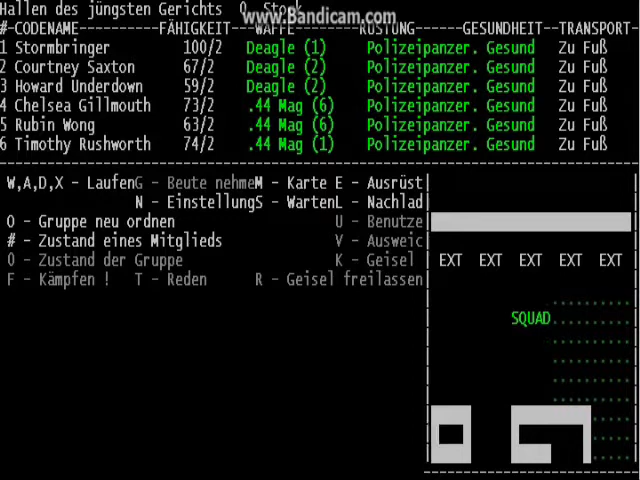 Hallen des jüngsten Gerichts 0. Stock
www.Bandicam.com
#-CODENAME FÄHIGKEIT WAFFE RÜSTUNG GESUNDHEIT TRANSPORT
1 Stormbringer 100/2 Deagle (1) Polizeipanzer. Gesund Zu Fuß
2 Courtney Saxton 67/2 Deagle (2) Polizeipanzer. Gesund Zu Fuß
3 Howard Underdown 59/2 Deagle (2) Polizeipanzer. Gesund Zu Fuß
4 Chelsea Gillmouth 73/2 .44 Mag (6) Polizeipanzer. Gesund Zu Fuß
5 Rubin Wong 63/2 .44 Mag (6) Polizeipanzer. Gesund Zu Fuß
6 Timothy Rushworth 74/2 .44 Mag (1) Polizeipanzer. Gesund Zu Fuß
W,A,D,X - LaufenG - Beute nehmeM - Karte E - Ausrüst
N - EinstellungS - WartenL - Nachlad
O - Gruppe neu ordnen U - Benutze
# - Zustand eines Mitglieds V - Ausweic
0 - Zustand der Gruppe K - Geisel
F - Kämpfen ! T - Reden R - Geisel freilassen
EXT EXT EXT EXT EXT
SQUAD